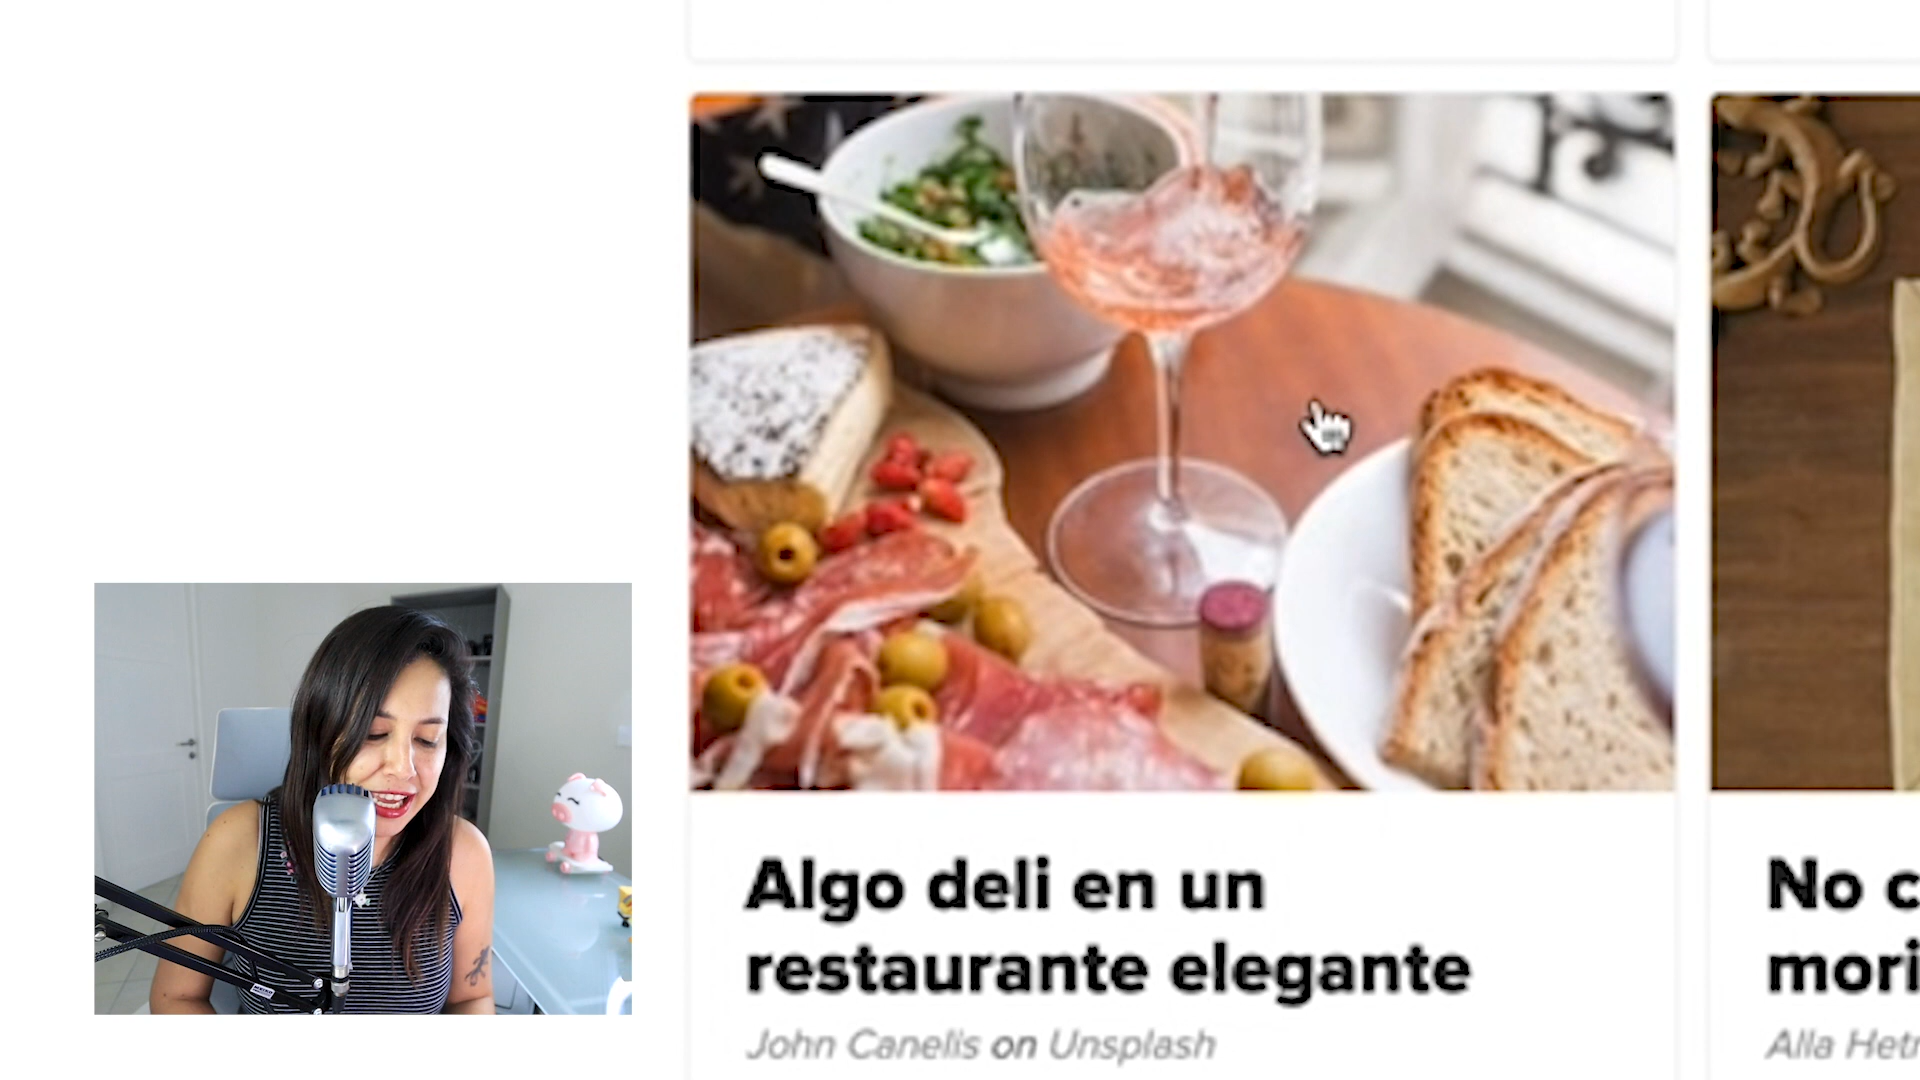 Algo deli en un
restaurante elegante
John Canelis on Unsplash
No c
mori
Alla Hetr